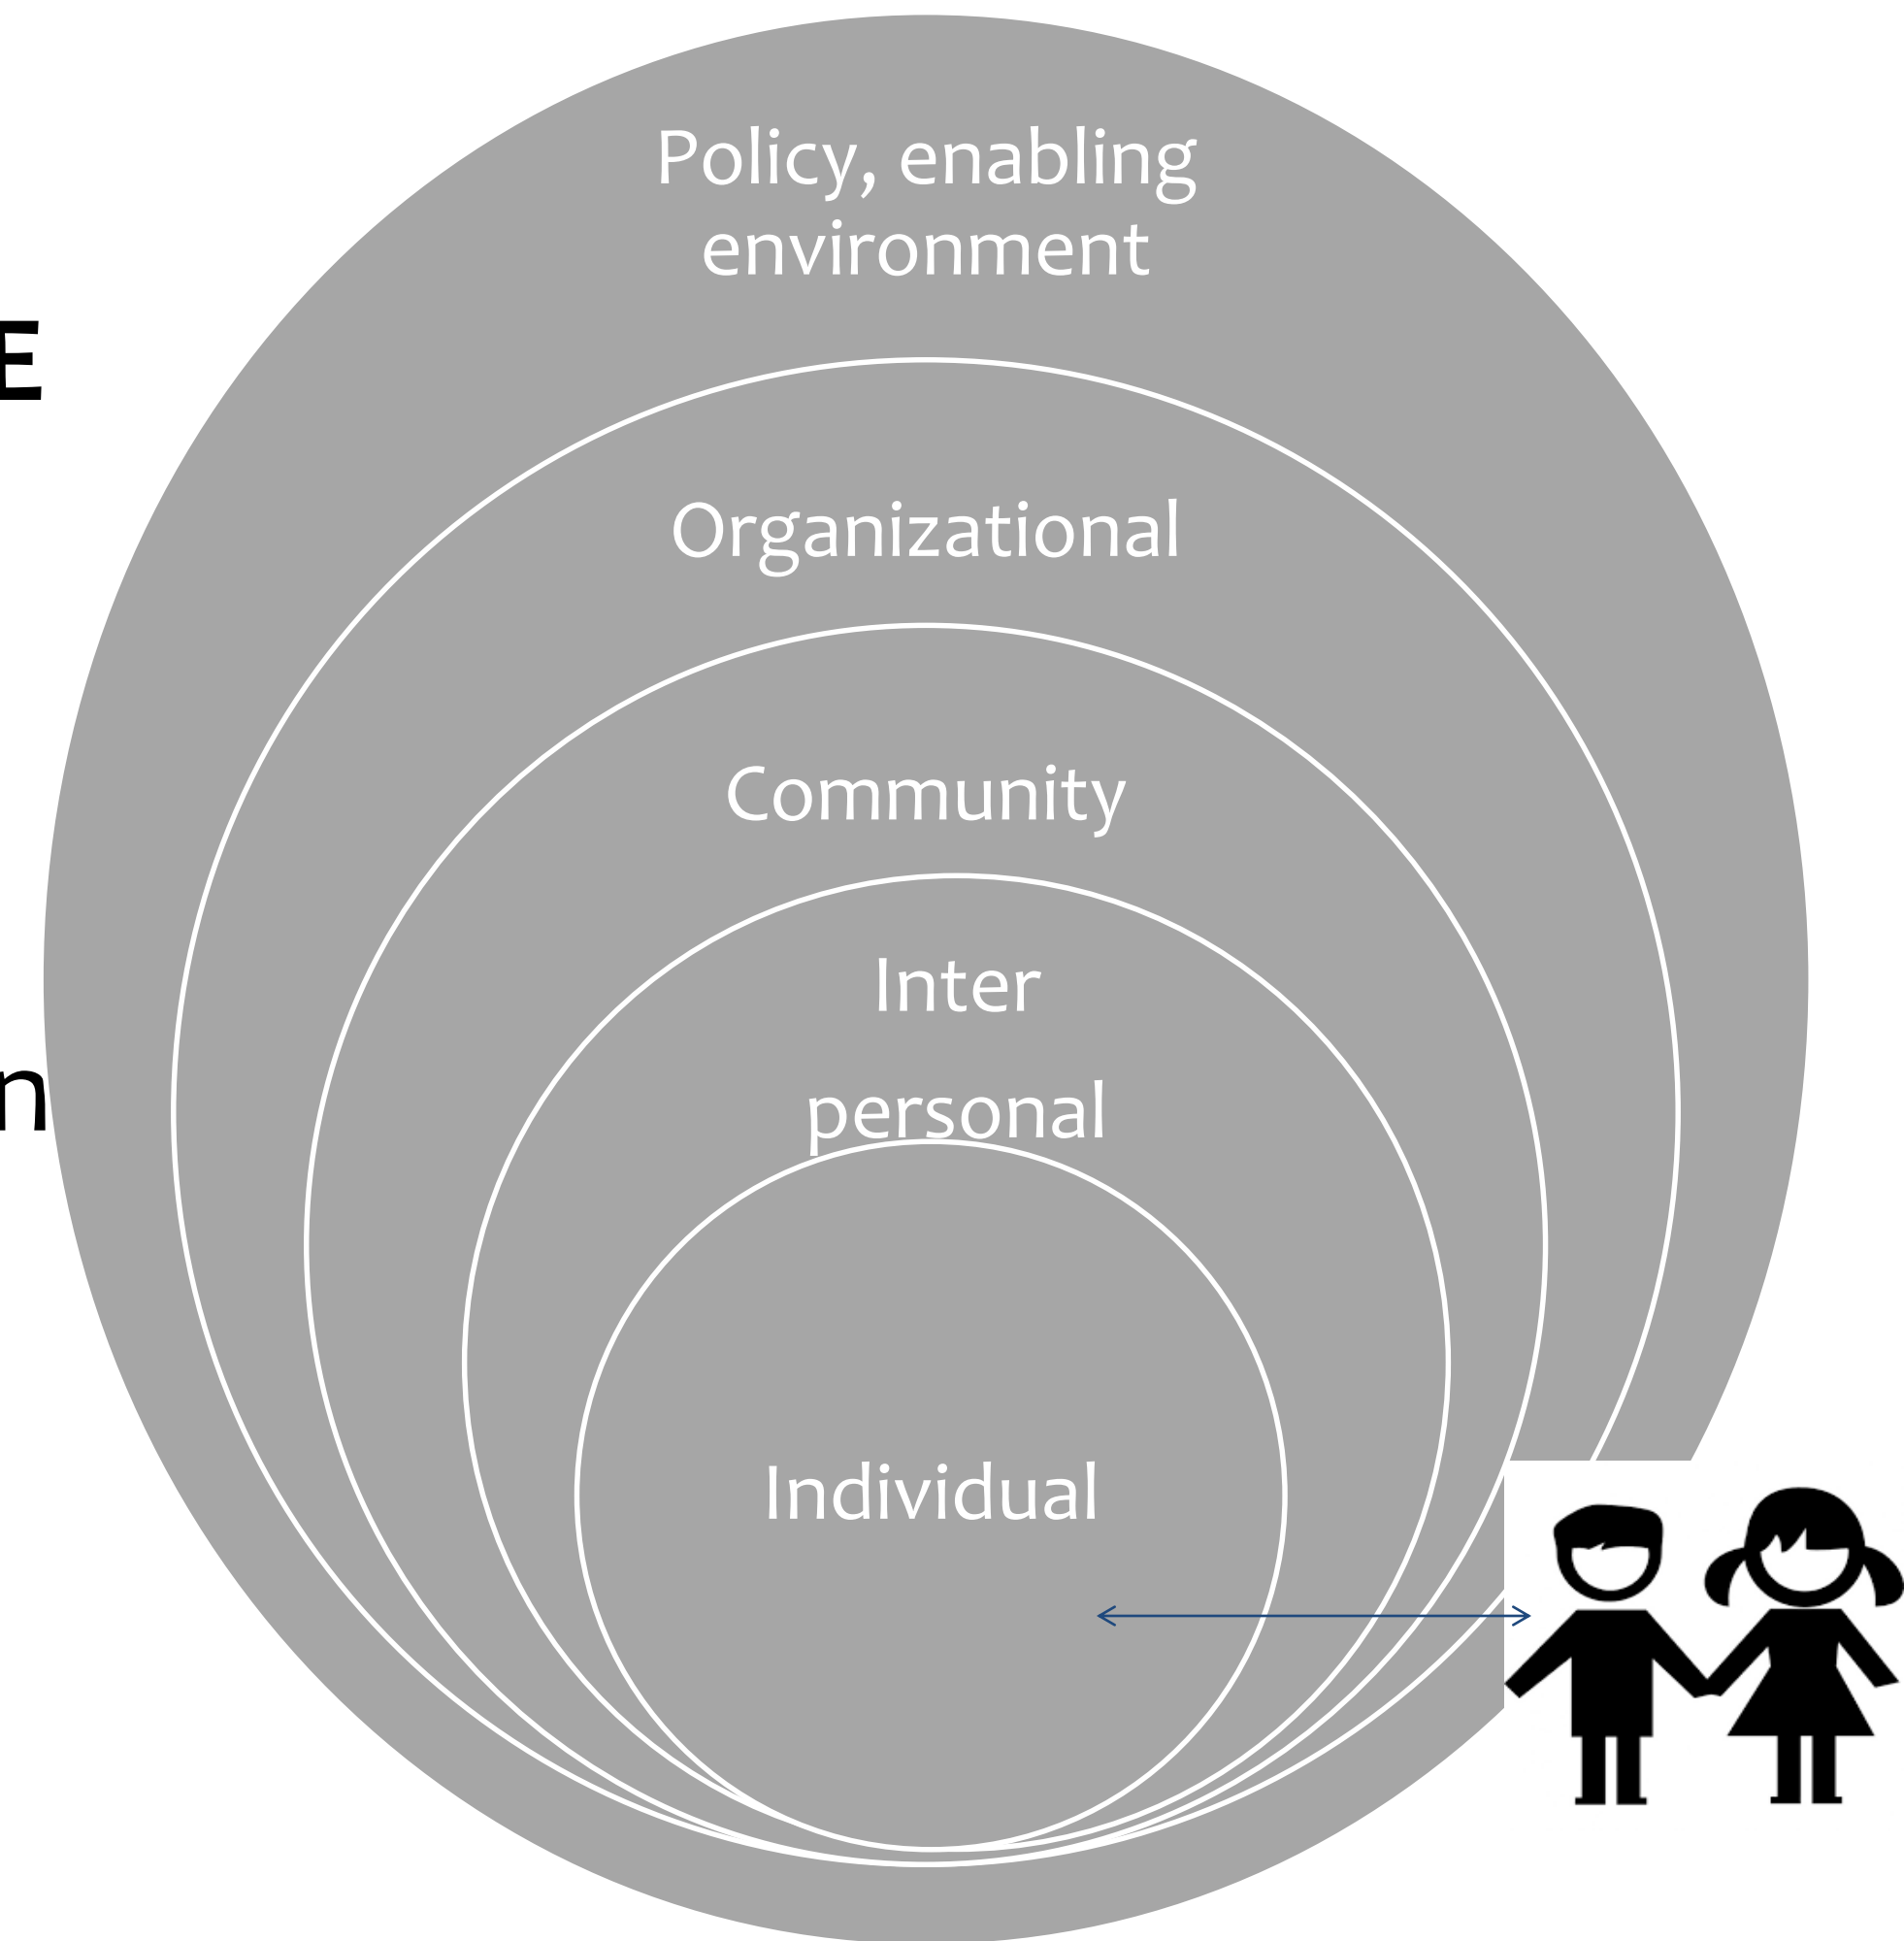 Policy, enabling
environment
E
Organizational
Community
Inter
n
personal
Individual